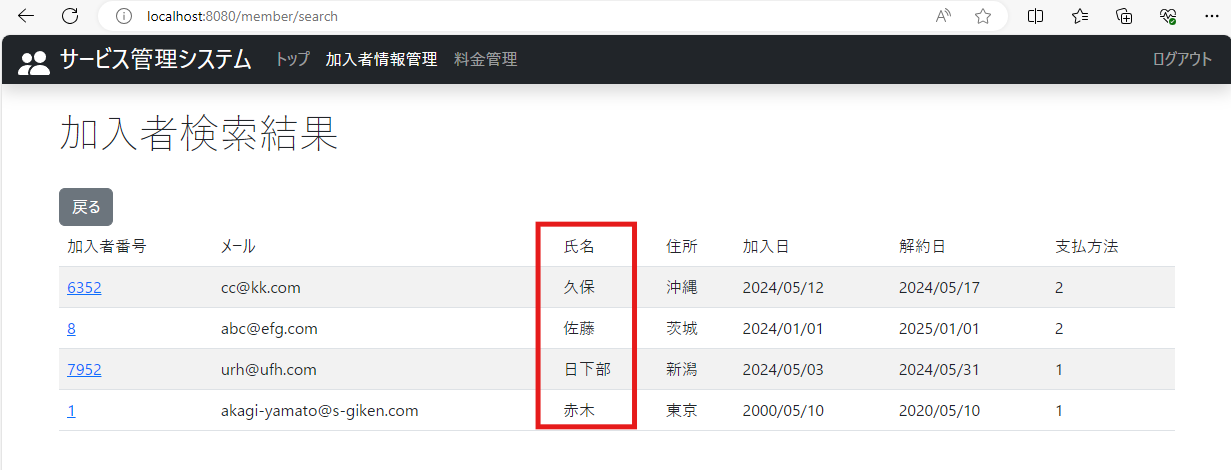 localhost:8080/member/search
サービス管理システム トップ 加入者情報管理 料金管理 ログアウト
加入者検索結果
戻る
加入者番号 メール 氏名 住所 加入日 解約日 支払方法
6352 cc@kk.com 久保 沖縄 2024/05/12 2024/05/17 2
8 abc@efg.com 佐藤 茨城 2024/01/01 2025/01/01 2
7952 urh@ufh.com 日下部 新潟 2024/05/03 2024/05/31 1
1 akagi-yamato@s-giken.com 赤木 東京 2000/05/10 2020/05/10 1